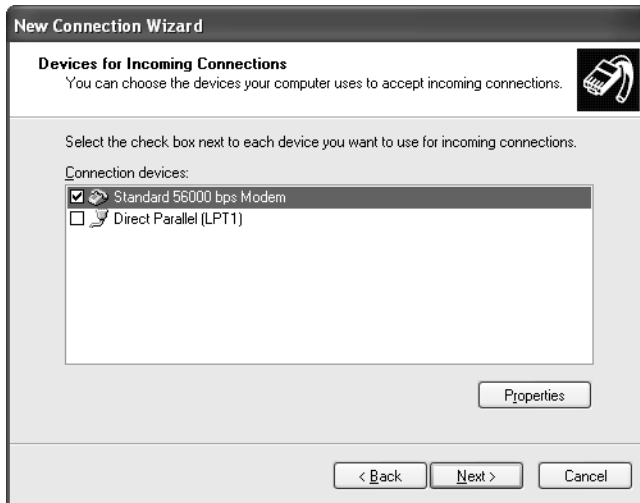 New Connection Wizard
Devices for Incoming Connections
You can choose the devices your computer uses to accept incoming connections.
Select the check box next to each device you want to use for incoming connections.
Connection devices:
Standard 56000 bps Modem
Direct Parallel (LPT1)
Properties
< Back Next > Cancel